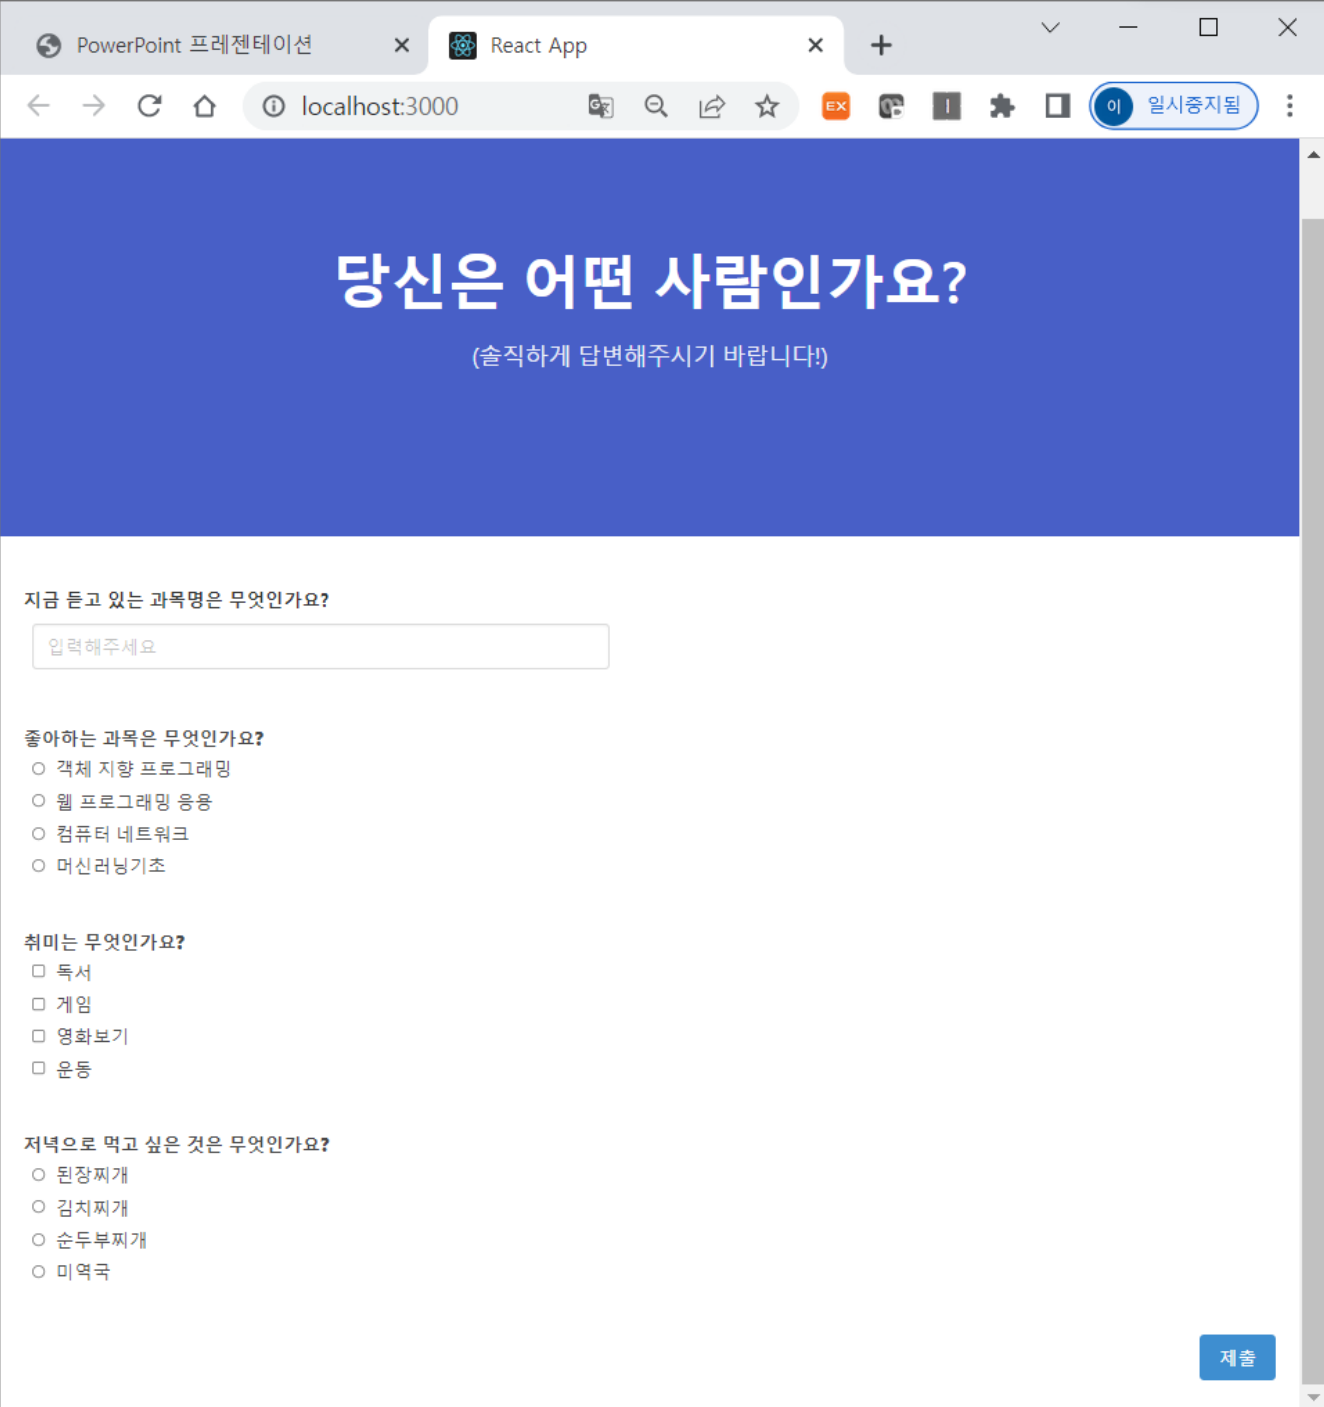 PowerPoint 프레젠테이션
React App
localhost:3000
EX
이 일시중지됨
당신은 어떤 사람인가요?
(솔직하게 답변해주시기 바랍니다!)
지금 듣고 있는 과목명은 무엇인가요?
입력해주세요
좋아하는 과목은 무엇인가요?
객체 지향 프로그래밍
웹 프로그래밍 응용
컴퓨터 네트워크
머신러닝기초
취미는 무엇인가요?
독서
게임
영화보기
운동
저녁으로 먹고 싶은 것은 무엇인가요?
된장찌개
김치찌개
순두부찌개
미역국
제출